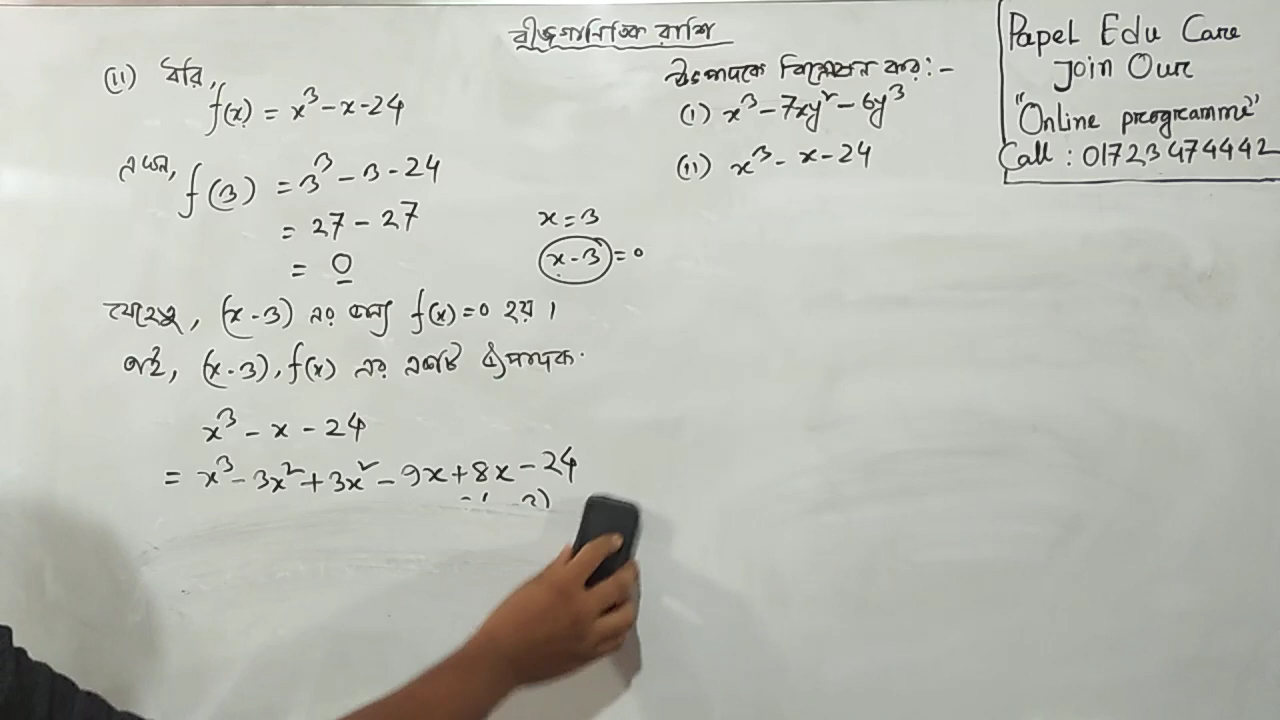 বীজগানিতিক রাশি
(ii) ধরি,
f(x) = x³ - x - 24
এখন, f(3) = 3³ - 3 - 24
= 27 - 27
= 0
x = 3
x - 3 = 0
যেহেতু, (x - 3) এর জন্য f(x) = 0 হয়।
তাই, (x - 3), f(x) এর একটি উৎপাদক.
x³ - x - 24
= x³ - 3x² + 3x² - 9x + 8x - 24
উৎপাদকে বিশ্লেষন কর:-
(i) x³ - 7xy² - 6y³
(ii) x³ - x - 24
Papel Edu Care
Join Our
"Online programme"
Call : 01723474442